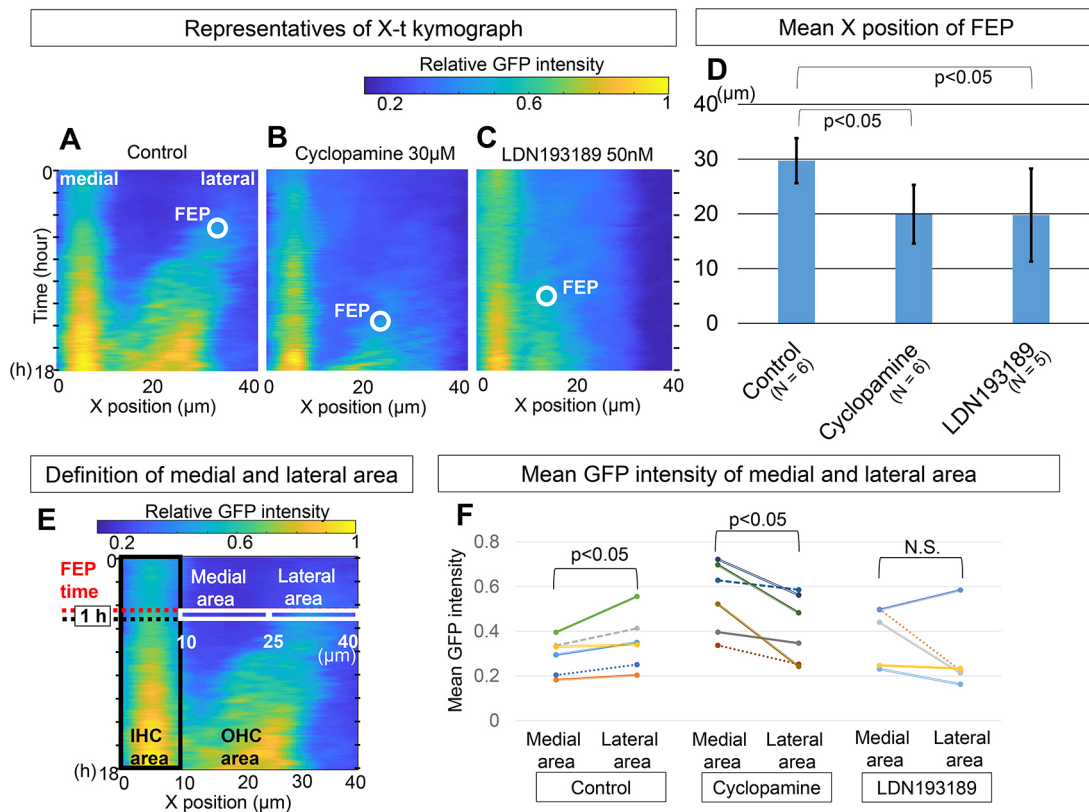 Representatives of X-t kymograph
Mean X position of FEP
Relative GFP intensity
0.2 0.6 1
A
Control
B
Cyclopamine 30μM
C
LDN193189 50nM
medial lateral
FEP
FEP
FEP
Time (hour)
0
(h) 18
0 20 40
X position (μm)
0 20 40
X position (μm)
0 20 40
X position (μm)
D
(μm)
p<0.05
p<0.05
40
30
20
10
0
Control
(N = 6)
Cyclopamine
(N = 6)
LDN193189
(N = 5)
Definition of medial and lateral area
Mean GFP intensity of medial and lateral area
E
Relative GFP intensity
0.2 0.6 1
0
FEP
time
1 h
Medial
area
Lateral
area
10 25 40
(μm)
IHC
area
OHC
area
(h) 18
0 10 20 30 40
X position (μm)
F
Mean GFP intensity
0.8
0.6
0.4
0.2
0
p<0.05
p<0.05
N.S.
Medial
area
Lateral
area
Control
Medial
area
Lateral
area
Cyclopamine
Medial
area
Lateral
area
LDN193189